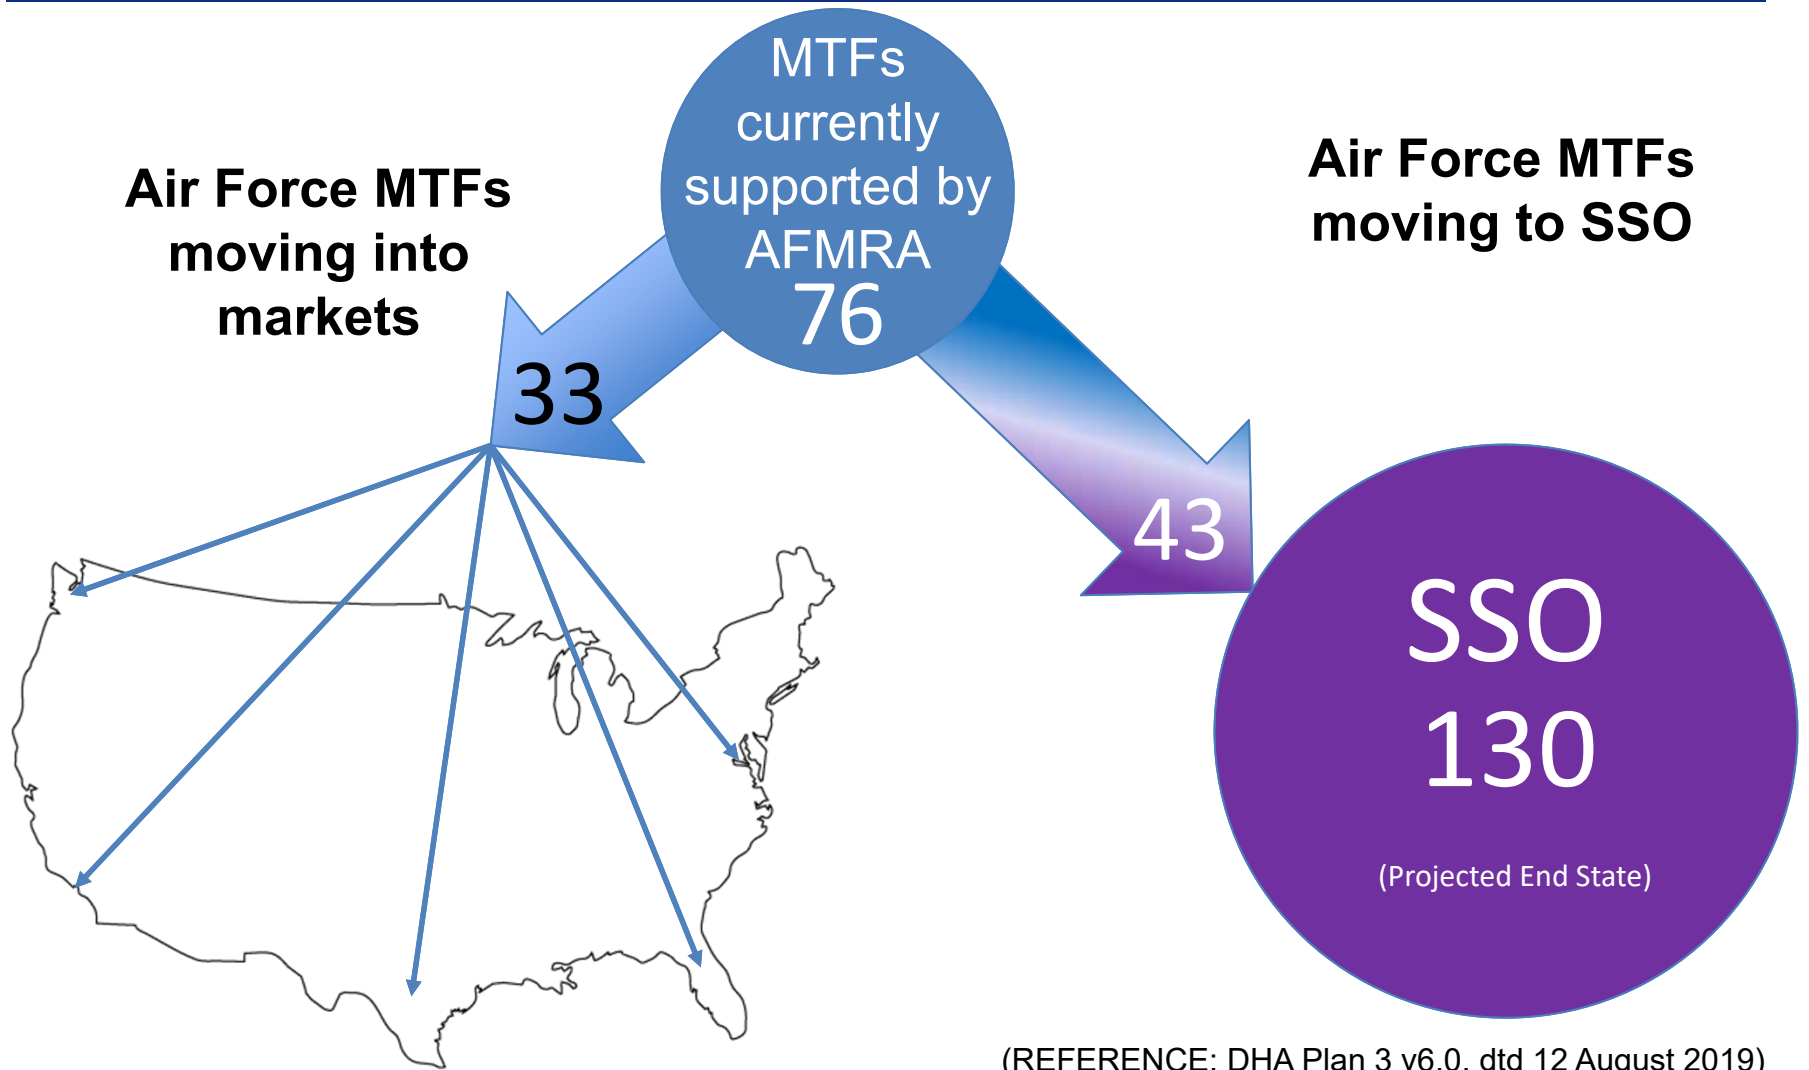 MTFs
currently
supported by
AFMRA
76
Air Force MTFs
moving into
markets
33
Air Force MTFs
moving to SSO
43
SSO
130
(Projected End State)
(REFERENCE: DHA Plan 3 v6.0, dtd 12 August 2019)